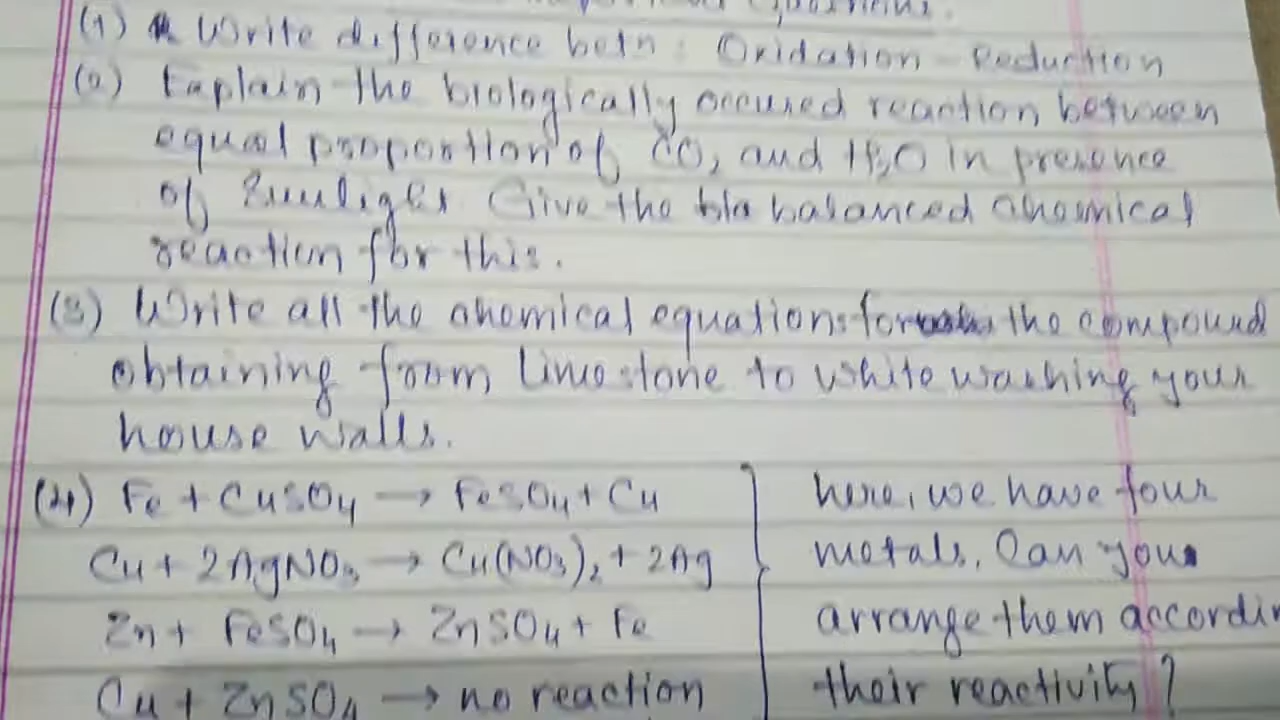 (1) Write difference betn : Oxidation - Reduction
(2) Explain the biologically occured reaction between
equal proportion of CO2 and H2O in presence
of Sunlight. Give the balanced chemical
reaction for this.
(3) Write all the chemical equations for the compound
obtaining from Limestone to white washing your
house walls.
(4) Fe + CuSO4 → FeSO4 + Cu
Cu + 2AgNO3 → Cu(NO3)2 + 2Ag
Zn + FeSO4 → ZnSO4 + Fe
Cu + ZnSO4 → no reaction
here, we have four
metals. Can you
arrange them accordin
their reactivity?